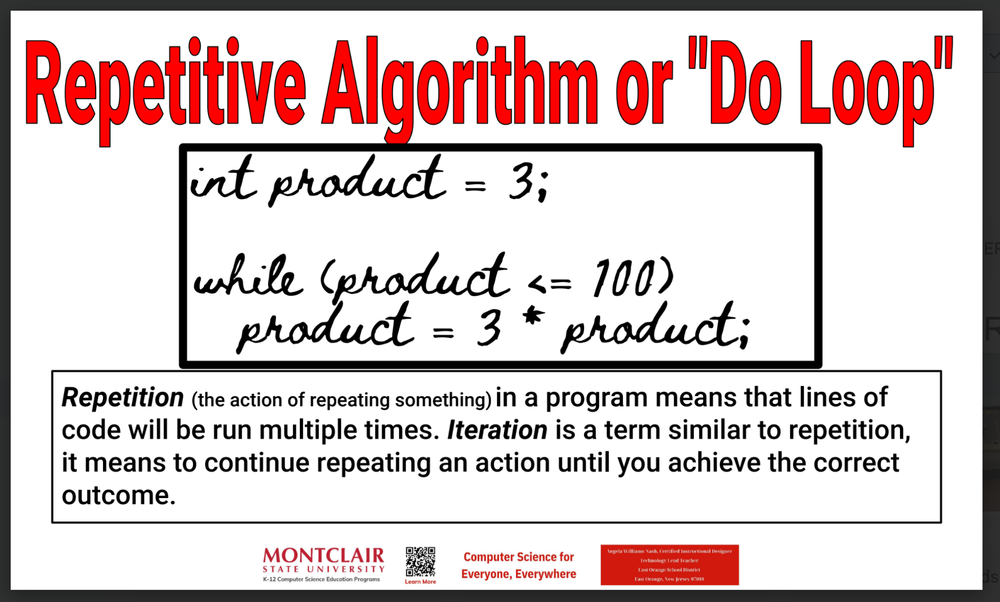 Repetitive Algorithm or "Do Loop"
int product = 3;
while (product <= 100)
product = 3 * product;
Repetition (the action of repeating something) in a program means that lines of
code will be run multiple times. Iteration is a term similar to repetition,
it means to continue repeating an action until you achieve the correct
outcome.
MONTCLAIR
STATE UNIVERSITY
K-12 Computer Science Education Programs
Learn More
Computer Science for
Everyone, Everywhere
Angela Williams-Nash, Certified Instructional Designer
Technology Lead Teacher
East Orange School District
East Orange, New Jersey 07018
ER
R
ds